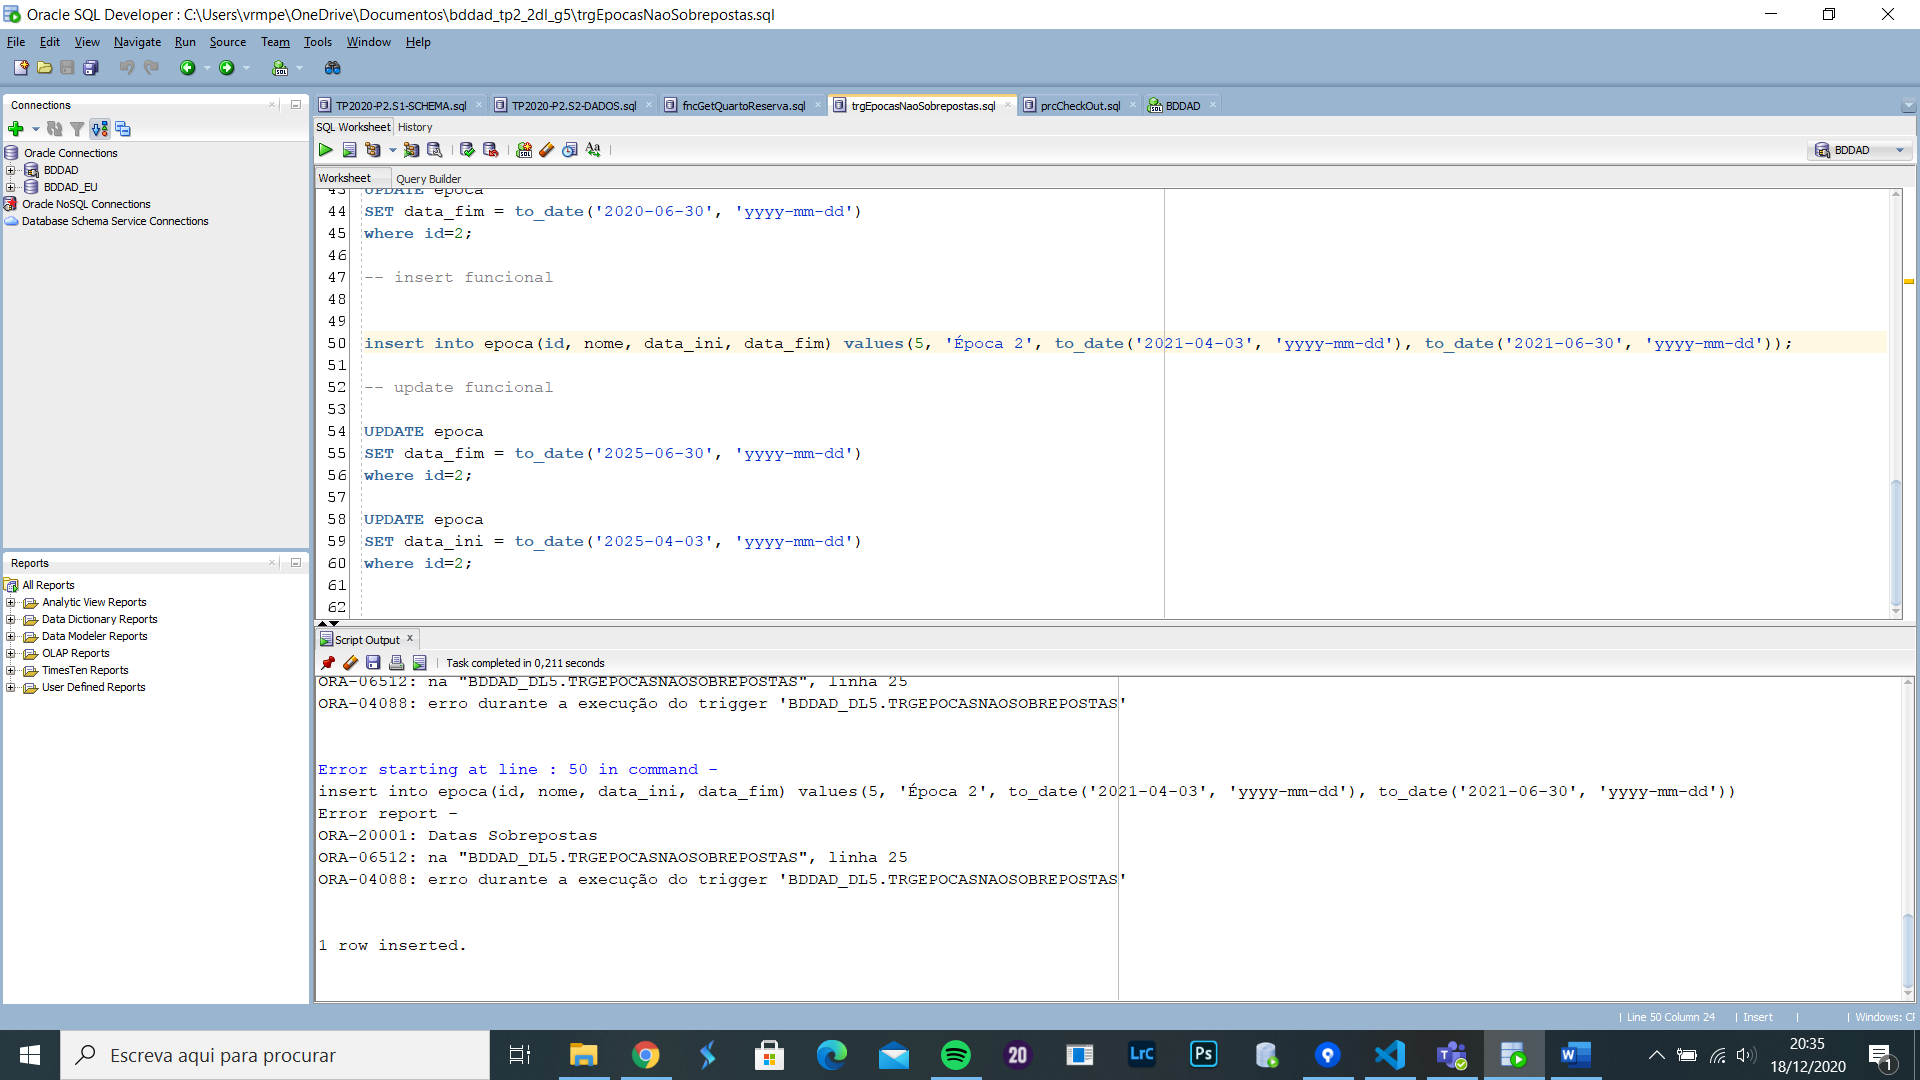 Oracle SQL Developer : C:\Users\vrmpe\OneDrive\Documentos\bddad_tp2_2dl_g5\trgEpocasNaoSobrepostas.sql
File Edit View Navigate Run Source Team Tools Window Help
Connections
Oracle Connections
BDDAD
BDDAD_EU
Oracle NoSQL Connections
Database Schema Service Connections
Reports
All Reports
Analytic View Reports
Data Dictionary Reports
Data Modeler Reports
OLAP Reports
TimesTen Reports
User Defined Reports
TP2020-P2.S1-SCHEMA.sql TP2020-P2.S2-DADOS.sql fncGetQuartoReserva.sql trgEpocasNaoSobrepostas.sql prcCheckOut.sql BDDAD
SQL Worksheet History
BDDAD
Worksheet Query Builder
43 UPDATE epoca
44 SET data_fim = to_date('2020-06-30', 'yyyy-mm-dd')
45 where id=2;
46
47 -- insert funcional
48
49
50 insert into epoca(id, nome, data_ini, data_fim) values(5, 'Época 2', to_date('2021-04-03', 'yyyy-mm-dd'), to_date('2021-06-30', 'yyyy-mm-dd'));
51
52 -- update funcional
53
54 UPDATE epoca
55 SET data_fim = to_date('2025-06-30', 'yyyy-mm-dd')
56 where id=2;
57
58 UPDATE epoca
59 SET data_ini = to_date('2025-04-03', 'yyyy-mm-dd')
60 where id=2;
61
62
Script Output
Task completed in 0,211 seconds
ORA-06512: na "BDDAD_DL5.TRGEPOCASNAOSOBREPOSTAS", linha 25
ORA-04088: erro durante a execução do trigger 'BDDAD_DL5.TRGEPOCASNAOSOBREPOSTAS'
Error starting at line : 50 in command -
insert into epoca(id, nome, data_ini, data_fim) values(5, 'Época 2', to_date('2021-04-03', 'yyyy-mm-dd'), to_date('2021-06-30', 'yyyy-mm-dd'))
Error report -
ORA-20001: Datas Sobrepostas
ORA-06512: na "BDDAD_DL5.TRGEPOCASNAOSOBREPOSTAS", linha 25
ORA-04088: erro durante a execução do trigger 'BDDAD_DL5.TRGEPOCASNAOSOBREPOSTAS'
1 row inserted.
Line 50 Column 24 Insert Windows: CF
Escreva aqui para procurar
20
LrC
Ps
20:35
18/12/2020
1